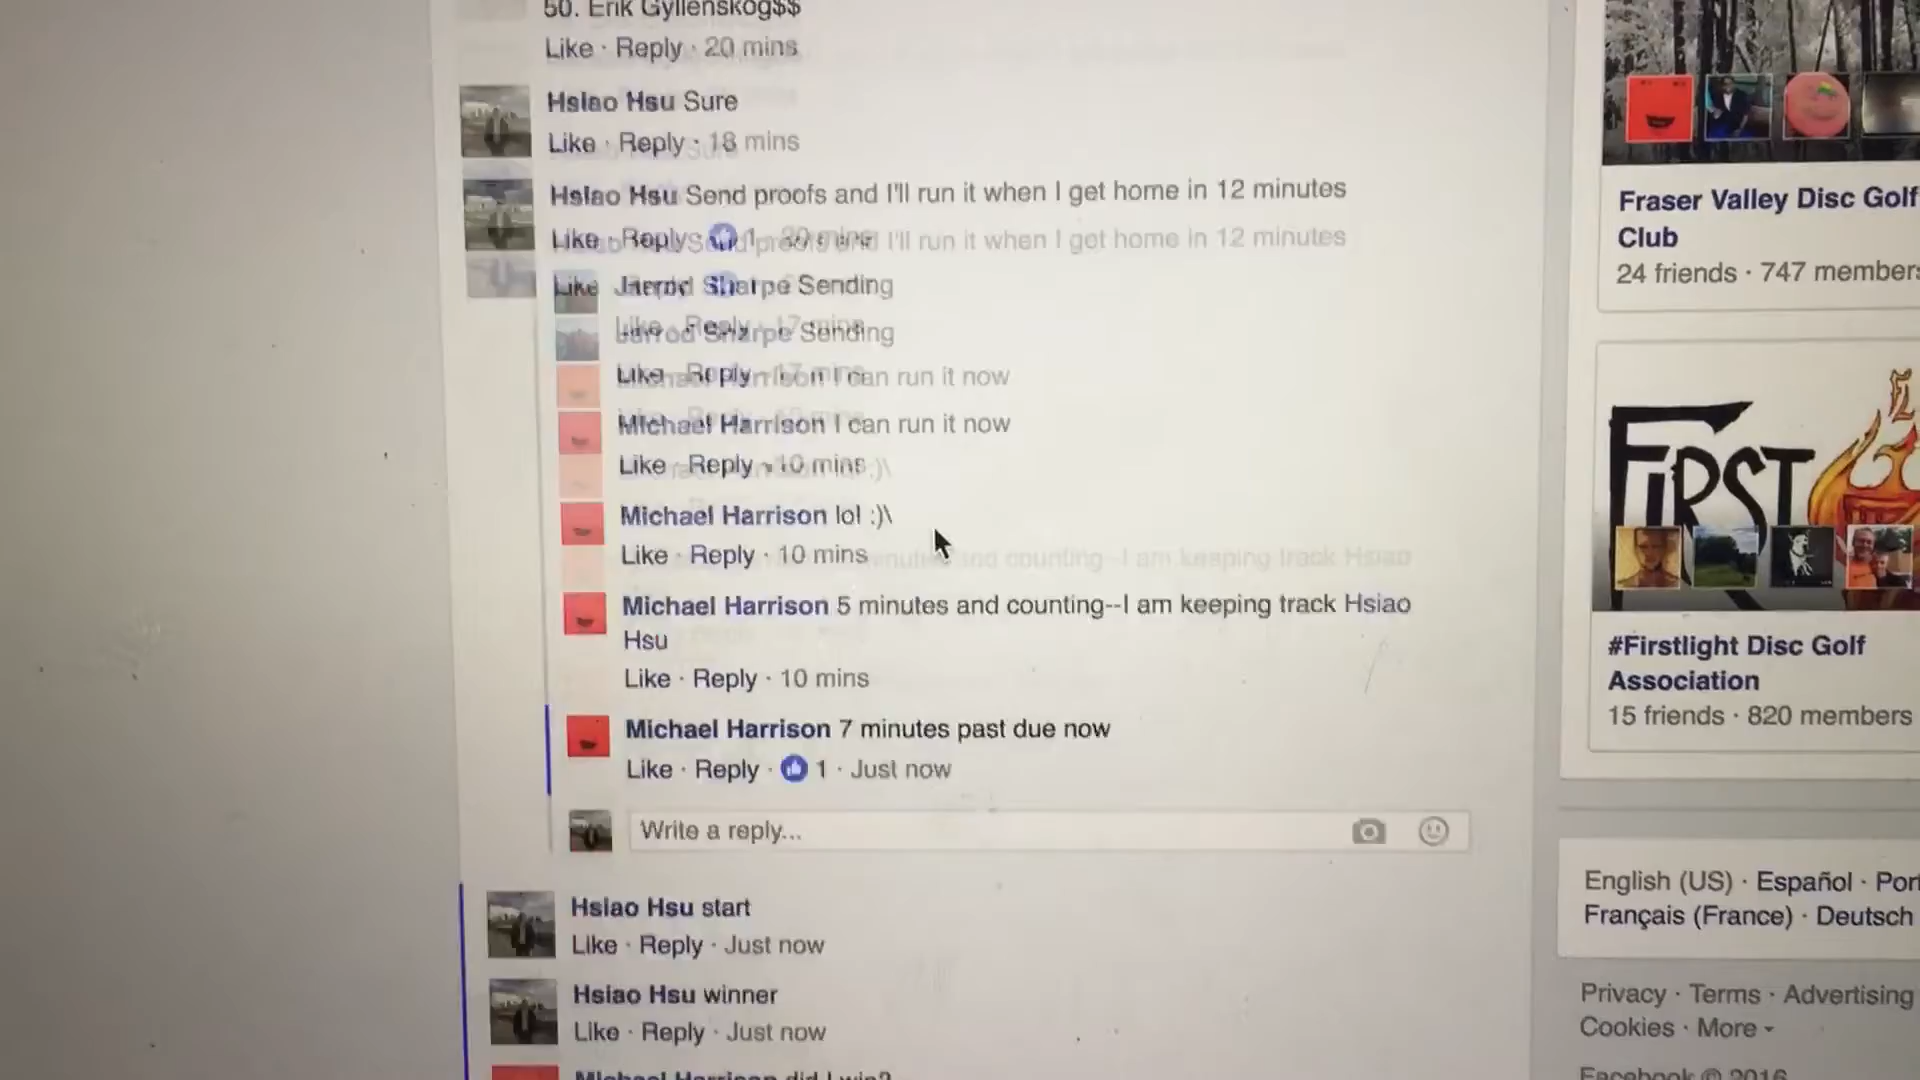 50. Erik Gyllenskog$$
Like · Reply · 20 mins
Hsiao Hsu Sure
Like · Reply · 18 mins
Hsiao Hsu Send proofs and I'll run it when I get home in 12 minutes
Like · Reply · 1
Jarrod Sharpe Sending
Like · Reply · 17 mins
Michael Harrison I can run it now
Like · Reply · 10 mins
Michael Harrison lol :)\
Like · Reply · 10 mins
Michael Harrison 5 minutes and counting--I am keeping track Hsiao
Hsu
Like · Reply · 10 mins
Michael Harrison 7 minutes past due now
Like · Reply · 1 · Just now
Write a reply...
Hsiao Hsu start
Like · Reply · Just now
Hsiao Hsu winner
Like · Reply · Just now
Michael Harrison did I win?
Fraser Valley Disc Golf
Club
24 friends · 747 members
FIRST
#Firstlight Disc Golf
Association
15 friends · 820 members
English (US) · Español · Por
Français (France) · Deutsch
Privacy · Terms · Advertising
Cookies · More
Facebook © 2016